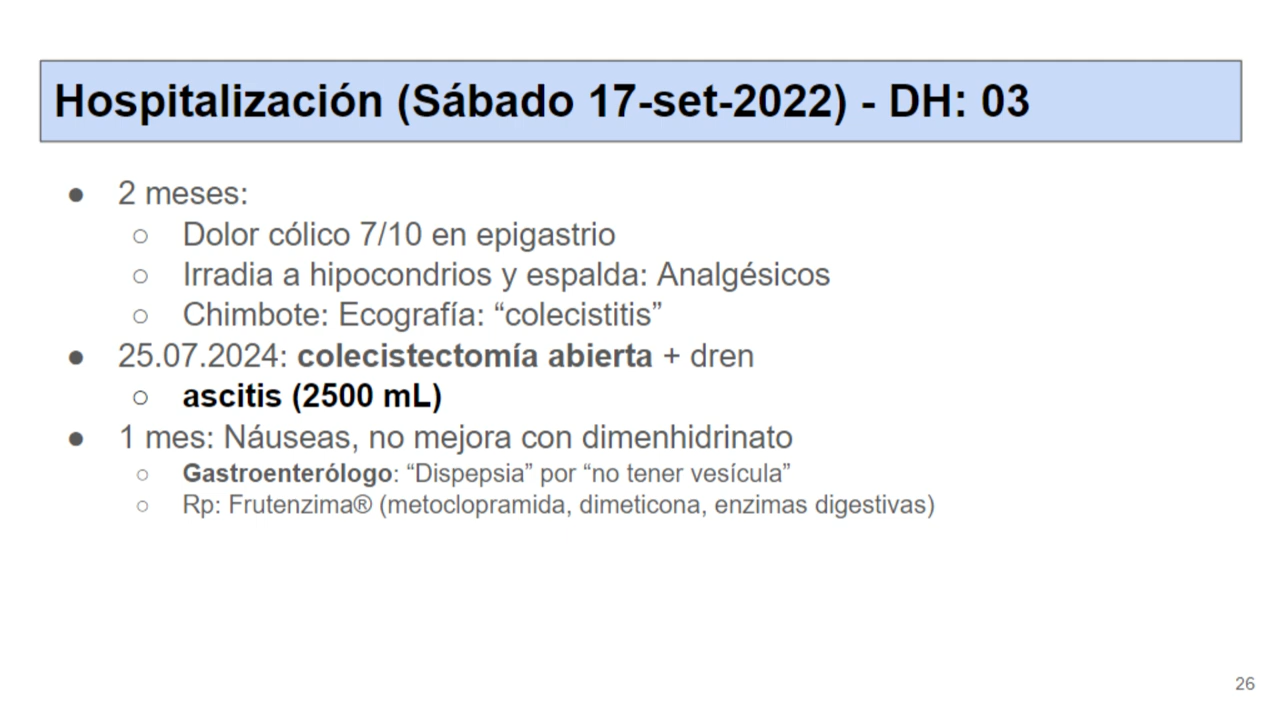 Hospitalización (Sábado 17-set-2022) - DH: 03
● 2 meses:
○ Dolor cólico 7/10 en epigastrio
○ Irradia a hipocondrios y espalda: Analgésicos
○ Chimbote: Ecografía: “colecistitis”
● 25.07.2024: colecistectomía abierta + dren
○ ascitis (2500 mL)
● 1 mes: Náuseas, no mejora con dimenhidrinato
○ Gastroenterólogo: “Dispepsia” por “no tener vesícula”
○ Rp: Frutenzima® (metoclopramida, dimeticona, enzimas digestivas)
26